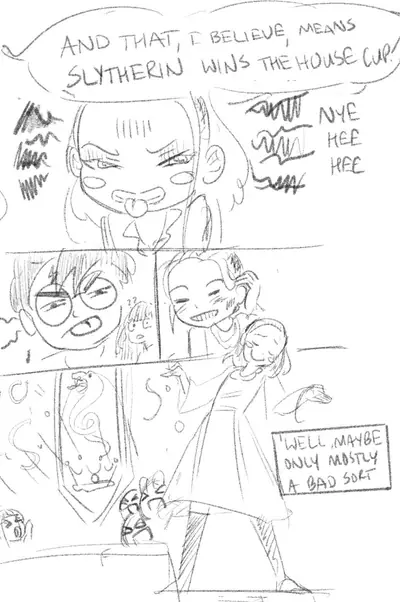 AND THAT, I BELIEVE, MEANS
SLYTHERIN WINS THE HOUSE CUP!
NYE
HEE
HEE
??
WELL, MAYBE
ONLY MOSTLY
A BAD SORT